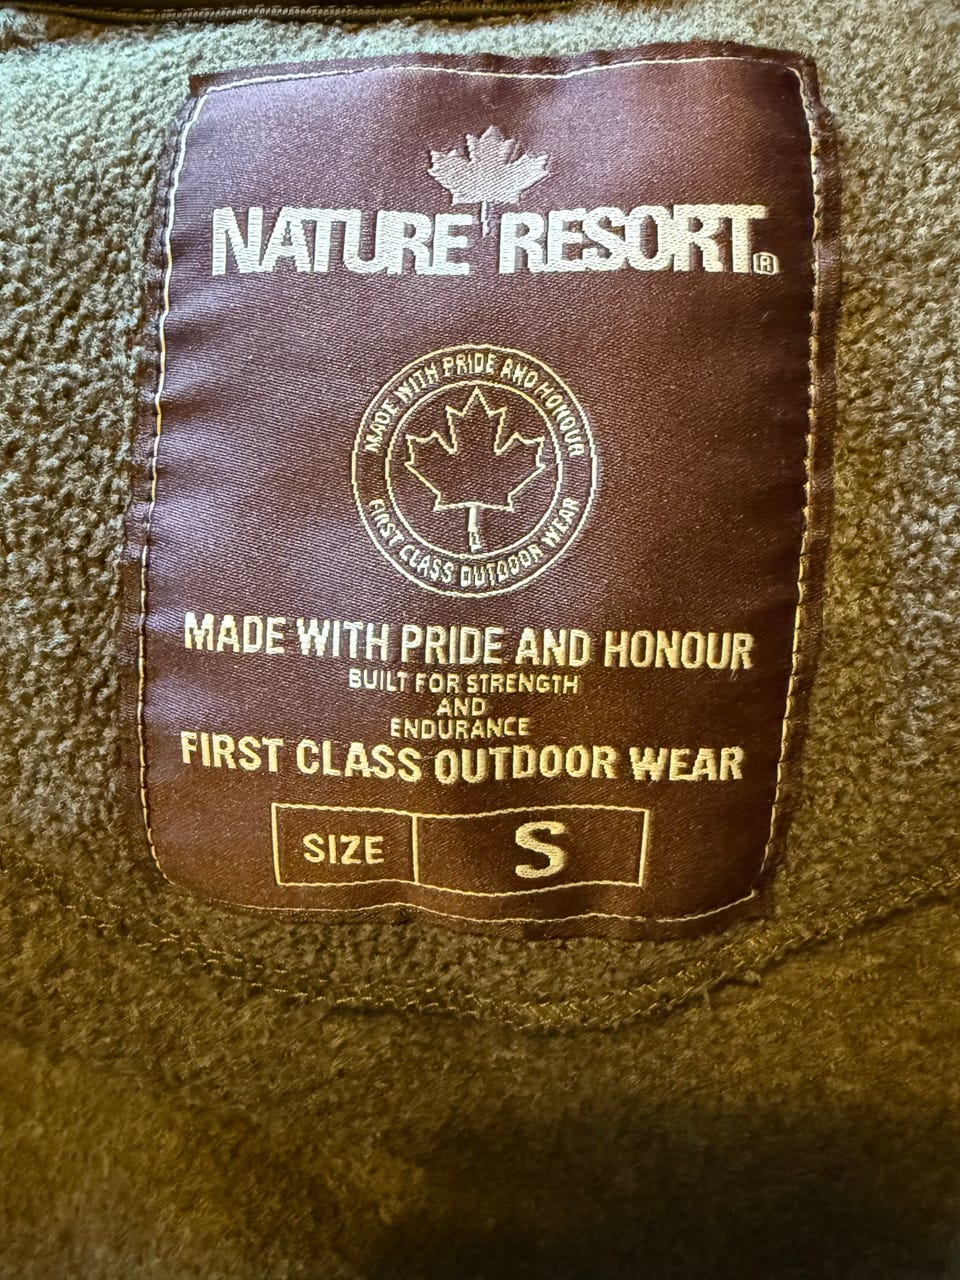 NATURE RESORT®
MADE WITH PRIDE AND HONOUR
FIRST CLASS OUTDOOR WEAR
MADE WITH PRIDE AND HONOUR
BUILT FOR STRENGTH
AND
ENDURANCE
FIRST CLASS OUTDOOR WEAR
SIZE S